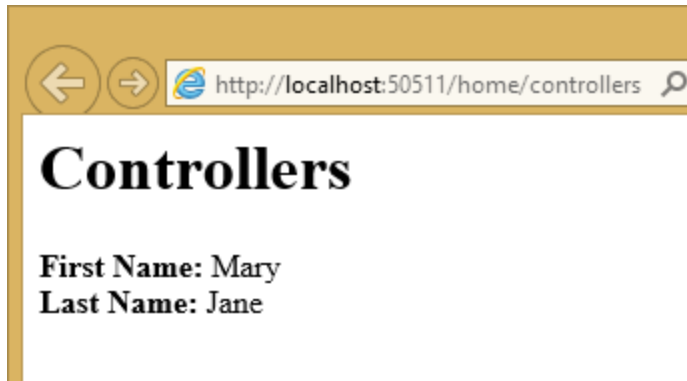 http://localhost:50511/home/controllers
Controllers
First Name: Mary
Last Name: Jane